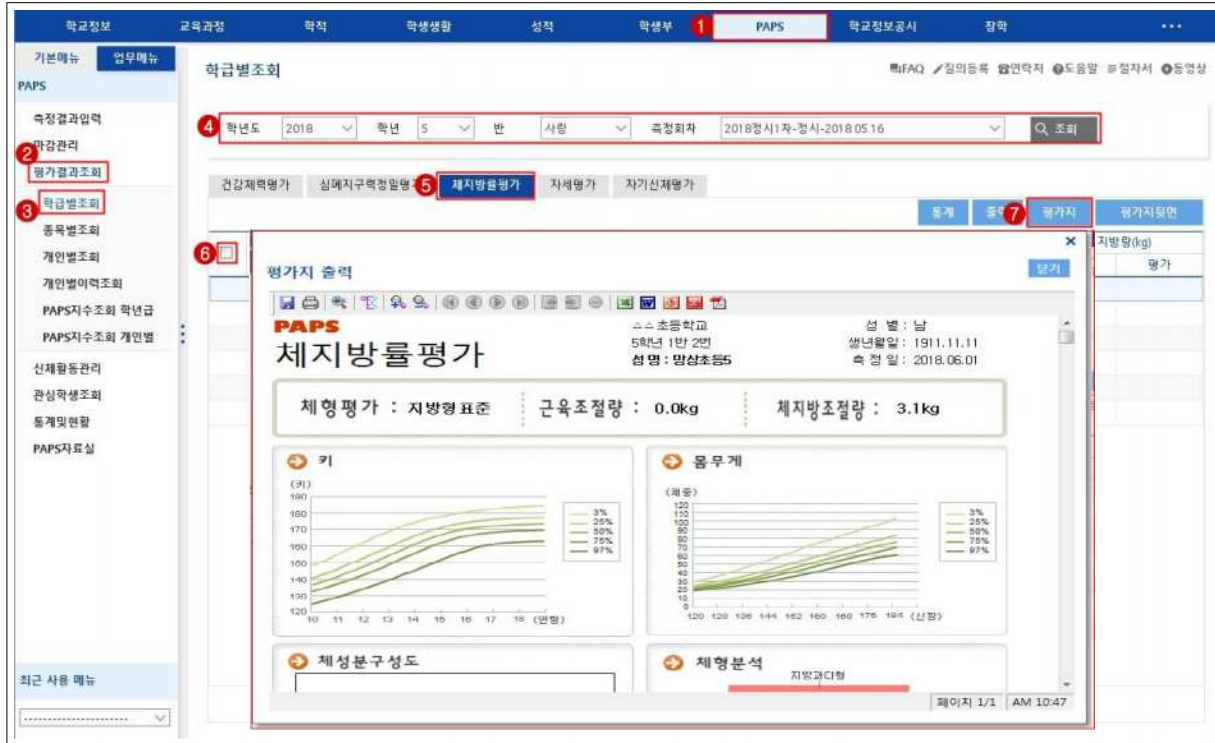 학교정보 교육과정 학적 학생생활 성적 학생부 1 PAPS 학교정보공시 장학 ...
기본메뉴 업무메뉴
PAPS
측정결과입력
마감관리
2
평가결과조회
3 학급별조회
종목별조회
개인별조회
개인별이력조회
PAPS지수조회 학년급
PAPS지수조회 개인별
신체활동관리
관심학생조회
통계및현황
PAPS자료실
최근 사용 메뉴
----------------------
학급별조회 FAQ 질의등록 연락처 도움말 절차서 동영상
4 학년도 2018 학년 5 반 사랑 측정회차 2018정시1차-정시-2018.05.16 조회
건강체력평가 심폐지구력정밀평가 5 체지방률평가 자세평가 자기신체평가
통계 출력 7 평가지 평가지뒷면
6 지방량(kg)
평가
평가지 출력 닫기
PAPS
체지방률평가
△△초등학교
5학년 1반 2번
성명 : 망상초등5
성 별 : 남
생년월일 : 1911.11.11
측 정 일 : 2018.06.01
체형평가 : 지방형표준 근육조절량 : 0.0kg 체지방조절량 : 3.1kg
키
(키)
190
180
170
160
150
140
130
120
10 11 12 13 14 15 16 17 18 (연령)
3%
25%
50%
75%
97%
몸무게
(체중)
120
110
100
90
80
70
60
50
40
30
20
10
0
120 128 136 144 152 160 168 176 184 (신장)
3%
25%
50%
75%
97%
체성분구성도
체형분석
지방과다형
페이지 1/1 AM 10:47